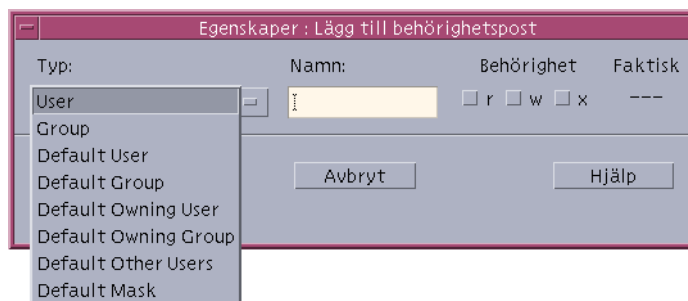 Egenskaper : Lägg till behörighetspost
Typ: Namn: Behörighet Faktisk
User r w x ---
Group
Default User
Default Group Avbryt Hjälp
Default Owning User
Default Owning Group
Default Other Users
Default Mask